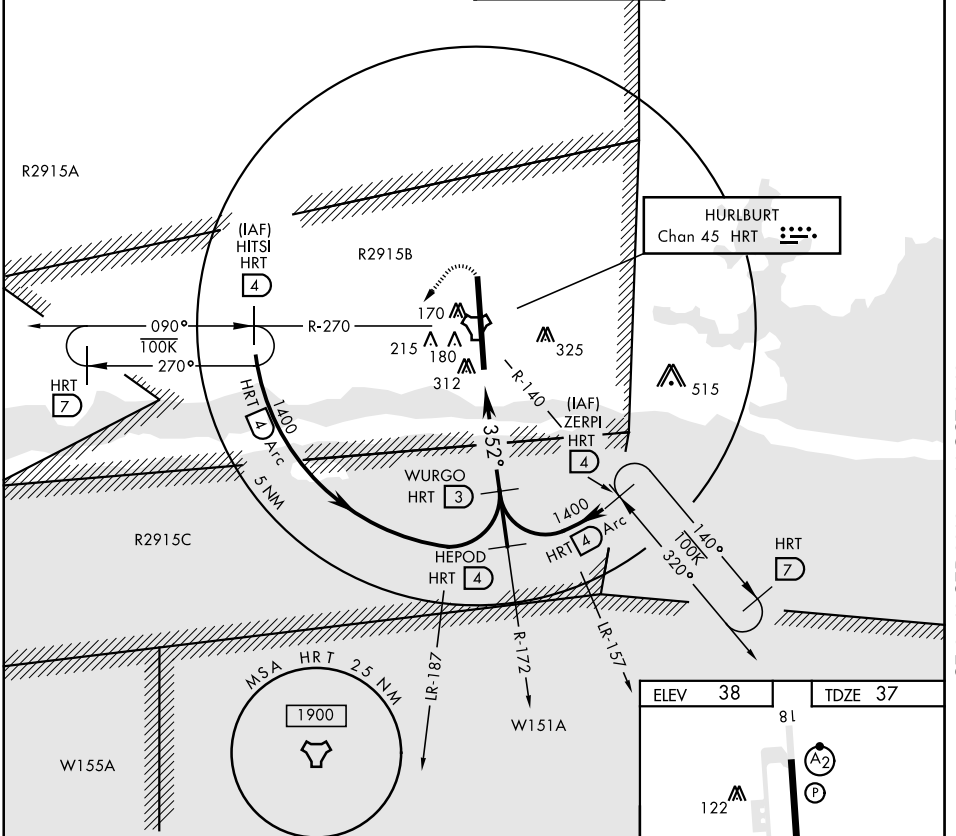 R2915A
(IAF)
HITSI
HRT
4
R2915B
HURLBURT
Chan 45 HRT
170
215
180
312
325
515
090°
R-270
100K
270°
HRT
7
R-140
(IAF)
ZERPI
HRT
4
1400
HRT 4 Arc
352°
5 NM
WURGO
HRT 3
1400
HRT 4 Arc
140°
100K
320°
HRT
7
R2915C
HEPOD
HRT 4
LR-187
R-172
LR-157
MSA HRT 25 NM
1900
W151A
W155A
ELEV 38
TDZE 37
18
A2
P
122